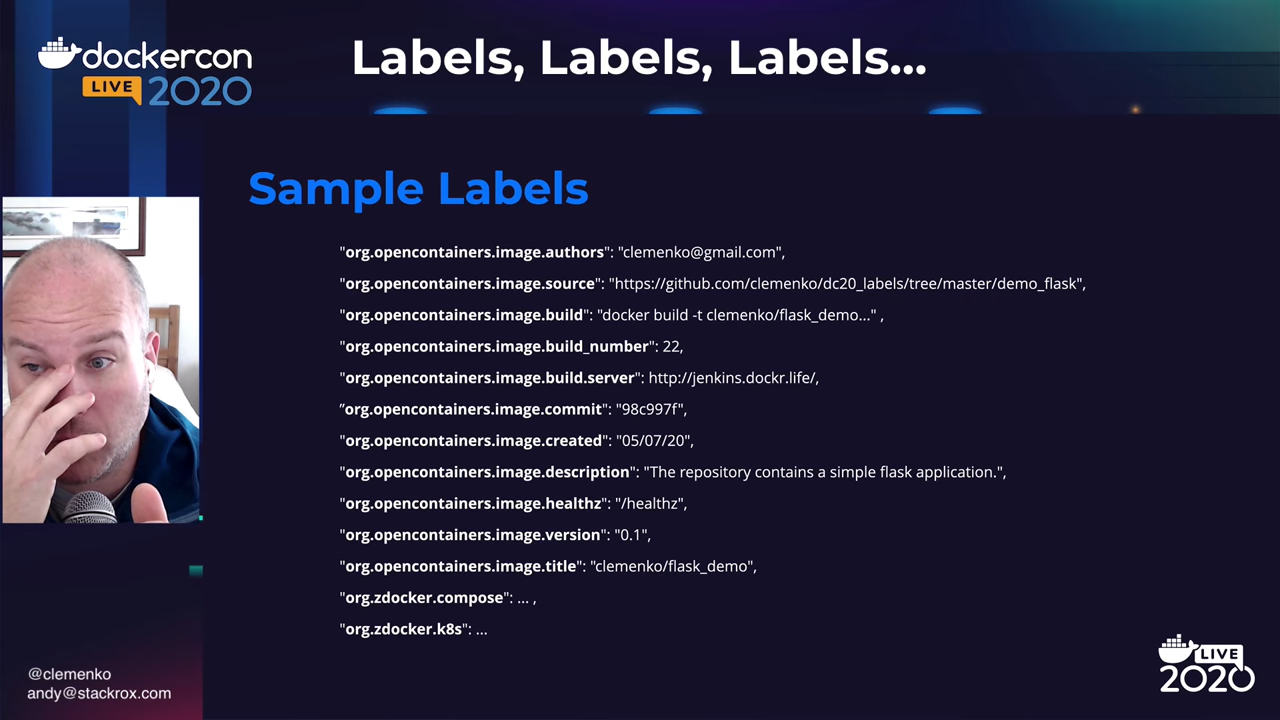 dockercon
LIVE 2020
Labels, Labels, Labels...
Sample Labels
"org.opencontainers.image.authors": "clemenko@gmail.com",
"org.opencontainers.image.source": "https://github.com/clemenko/dc20_labels/tree/master/demo_flask",
"org.opencontainers.image.build": "docker build -t clemenko/flask_demo..." ,
"org.opencontainers.image.build_number": 22,
"org.opencontainers.image.build.server": http://jenkins.dockr.life/,
"org.opencontainers.image.commit": "98c997f",
"org.opencontainers.image.created": "05/07/20",
"org.opencontainers.image.description": "The repository contains a simple flask application.",
"org.opencontainers.image.healthz": "/healthz",
"org.opencontainers.image.version": "0.1",
"org.opencontainers.image.title": "clemenko/flask_demo",
"org.zdocker.compose": ... ,
"org.zdocker.k8s": ...
@clemenko
andy@stackrox.com
LIVE
2020